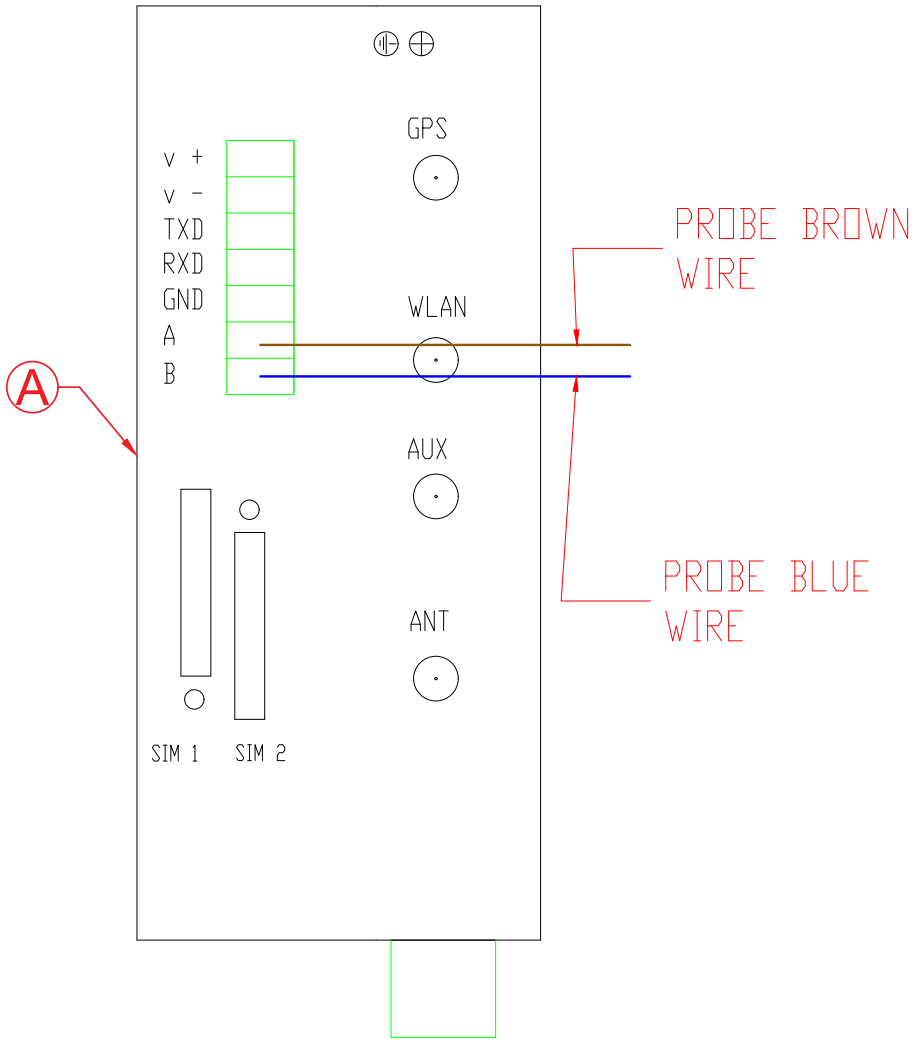 GPS
v +
v -
TXD
RXD
GND
A
B
PROBE BROWN
WIRE
WLAN
A
AUX
PROBE BLUE
WIRE
ANT
SIM 1
SIM 2